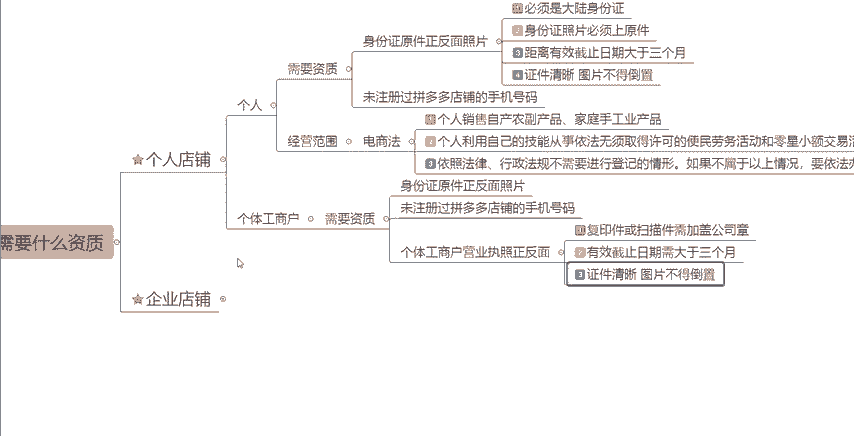 需要什么资质
个人店铺
个人
需要资质
身份证原件正反面照片
1 必须是大陆身份证
2 身份证照片必须上原件
3 距离有效截止日期大于三个月
4 证件清晰 图片不得倒置
未注册过拼多多店铺的手机号码
经营范围
电商法
1 个人销售自产农副产品、家庭手工业产品
2 个人利用自己的技能从事依法无须取得许可的便民劳务活动和零星小额交易活
3 依照法律、行政法规不需要进行登记的情形。如果不属于以上情况，要依法办
个体工商户
需要资质
身份证原件正反面照片
未注册过拼多多店铺的手机号码
个体工商户营业执照正反面
1 复印件或扫描件需加盖公司章
2 有效截止日期需大于三个月
3 证件清晰 图片不得倒置
企业店铺